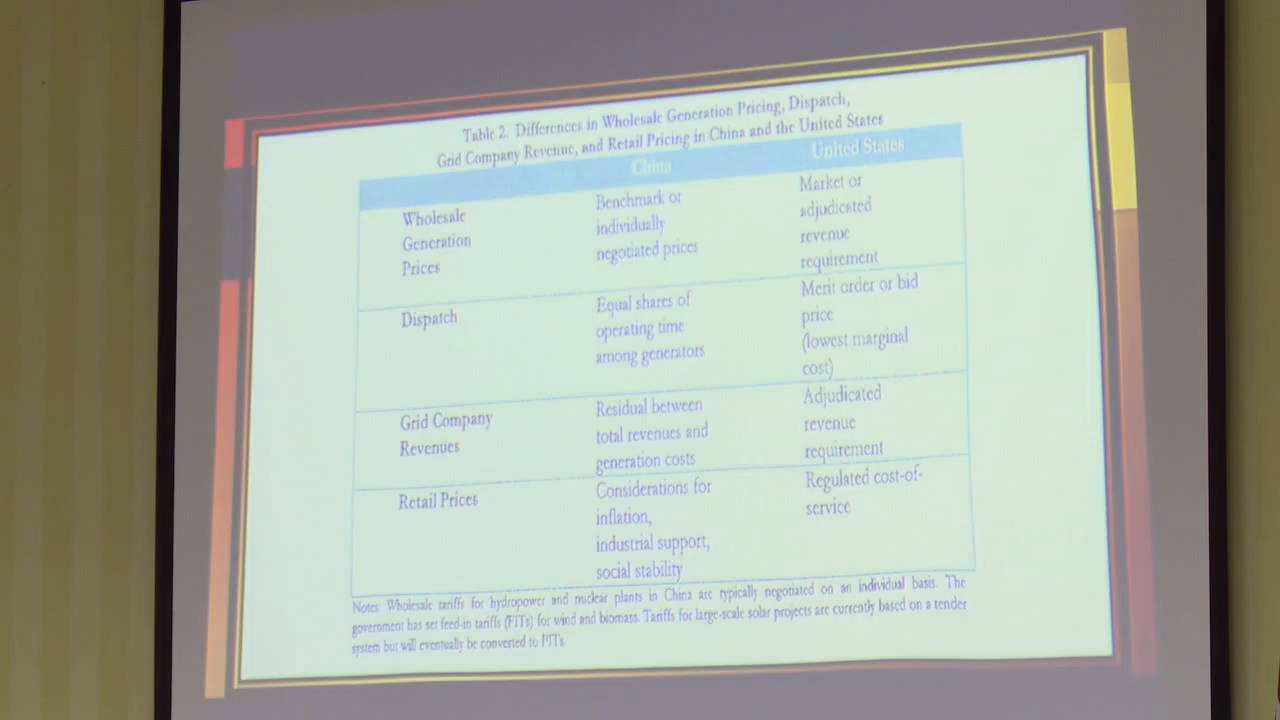 Table 2. Differences in Wholesale Generation Pricing, Dispatch,
Grid Company Revenue, and Retail Pricing in China and the United States
China
United States
Wholesale
Generation
Prices
Benchmark or
individually
negotiated prices
Market or
adjudicated
revenue
requirement
Dispatch
Equal shares of
operating time
among generators
Merit order or bid
price
(lowest marginal
cost)
Grid Company
Revenues
Residual between
total revenues and
generation costs
Adjudicated
revenue
requirement
Retail Prices
Considerations for
inflation,
industrial support,
social stability
Regulated cost-of-
service
Notes: Wholesale tariffs for hydropower and nuclear plants in China are typically negotiated on an individual basis. The
government has set feed-in tariffs (FITs) for wind and biomass. Tariffs for large-scale solar projects are currently based on a tender
system but will eventually be converted to FITs.